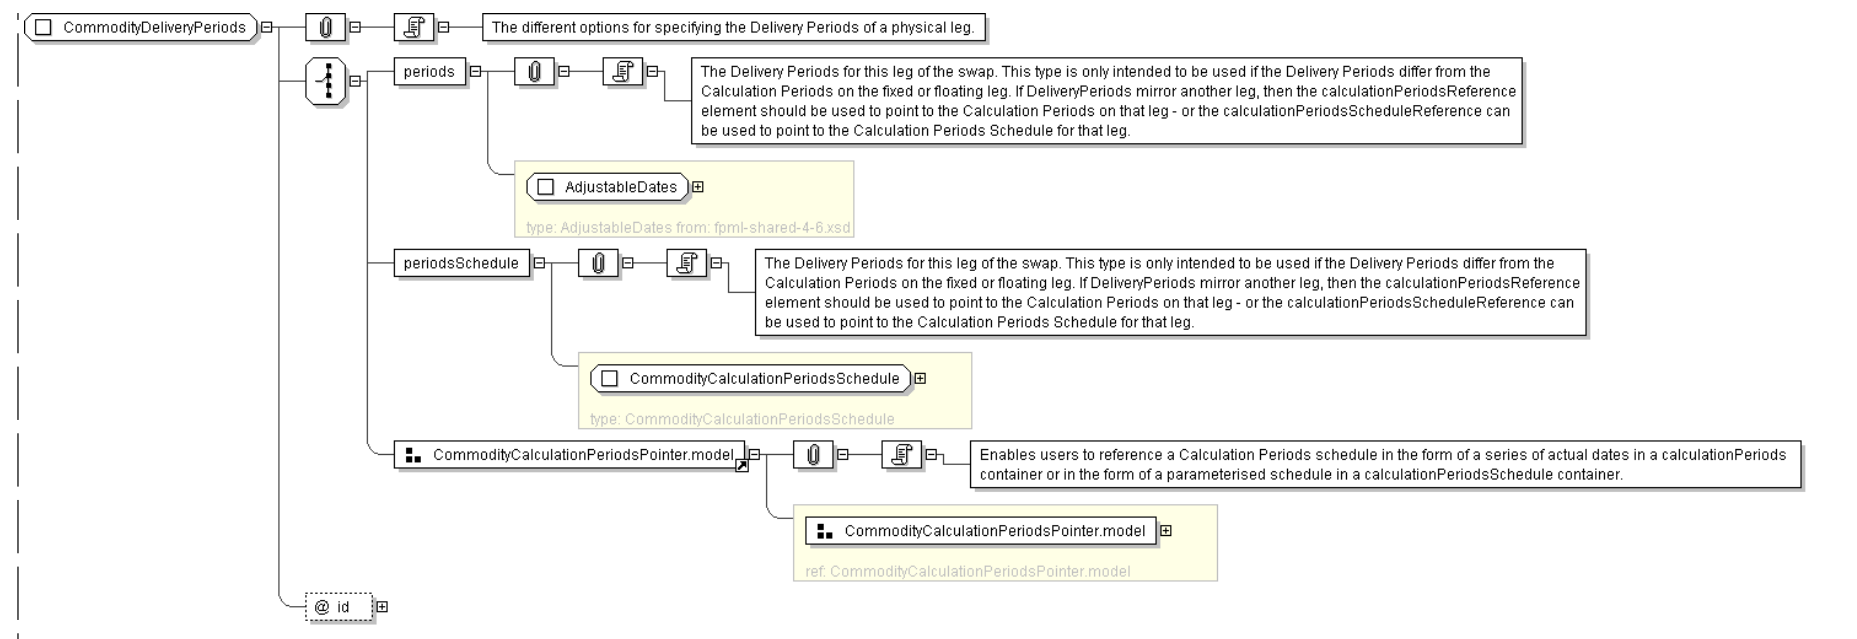 CommodityDeliveryPeriods
The different options for specifying the Delivery Periods of a physical leg.
periods
The Delivery Periods for this leg of the swap. This type is only intended to be used if the Delivery Periods differ from the
Calculation Periods on the fixed or floating leg. If DeliveryPeriods mirror another leg, then the calculationPeriodsReference
element should be used to point to the Calculation Periods on that leg - or the calculationPeriodsScheduleReference can
be used to point to the Calculation Periods Schedule for that leg.
AdjustableDates
type: AdjustableDates from: fpml-shared-4-6.xsd
periodsSchedule
The Delivery Periods for this leg of the swap. This type is only intended to be used if the Delivery Periods differ from the
Calculation Periods on the fixed or floating leg. If DeliveryPeriods mirror another leg, then the calculationPeriodsReference
element should be used to point to the Calculation Periods on that leg - or the calculationPeriodsScheduleReference can
be used to point to the Calculation Periods Schedule for that leg.
CommodityCalculationPeriodsSchedule
type: CommodityCalculationPeriodsSchedule
CommodityCalculationPeriodsPointer.model
Enables users to reference a Calculation Periods schedule in the form of a series of actual dates in a calculationPeriods
container or in the form of a parameterised schedule in a calculationPeriodsSchedule container.
CommodityCalculationPeriodsPointer.model
ref: CommodityCalculationPeriodsPointer.model
@ id